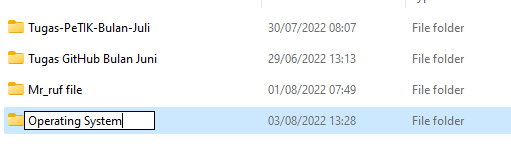 Tugas-PeTIK-Bulan-Juli 30/07/2022 08:07 File folder
Tugas GitHub Bulan Juni 29/06/2022 13:13 File folder
Mr_ruf file 01/08/2022 07:49 File folder
Operating System 03/08/2022 13:28 File folder